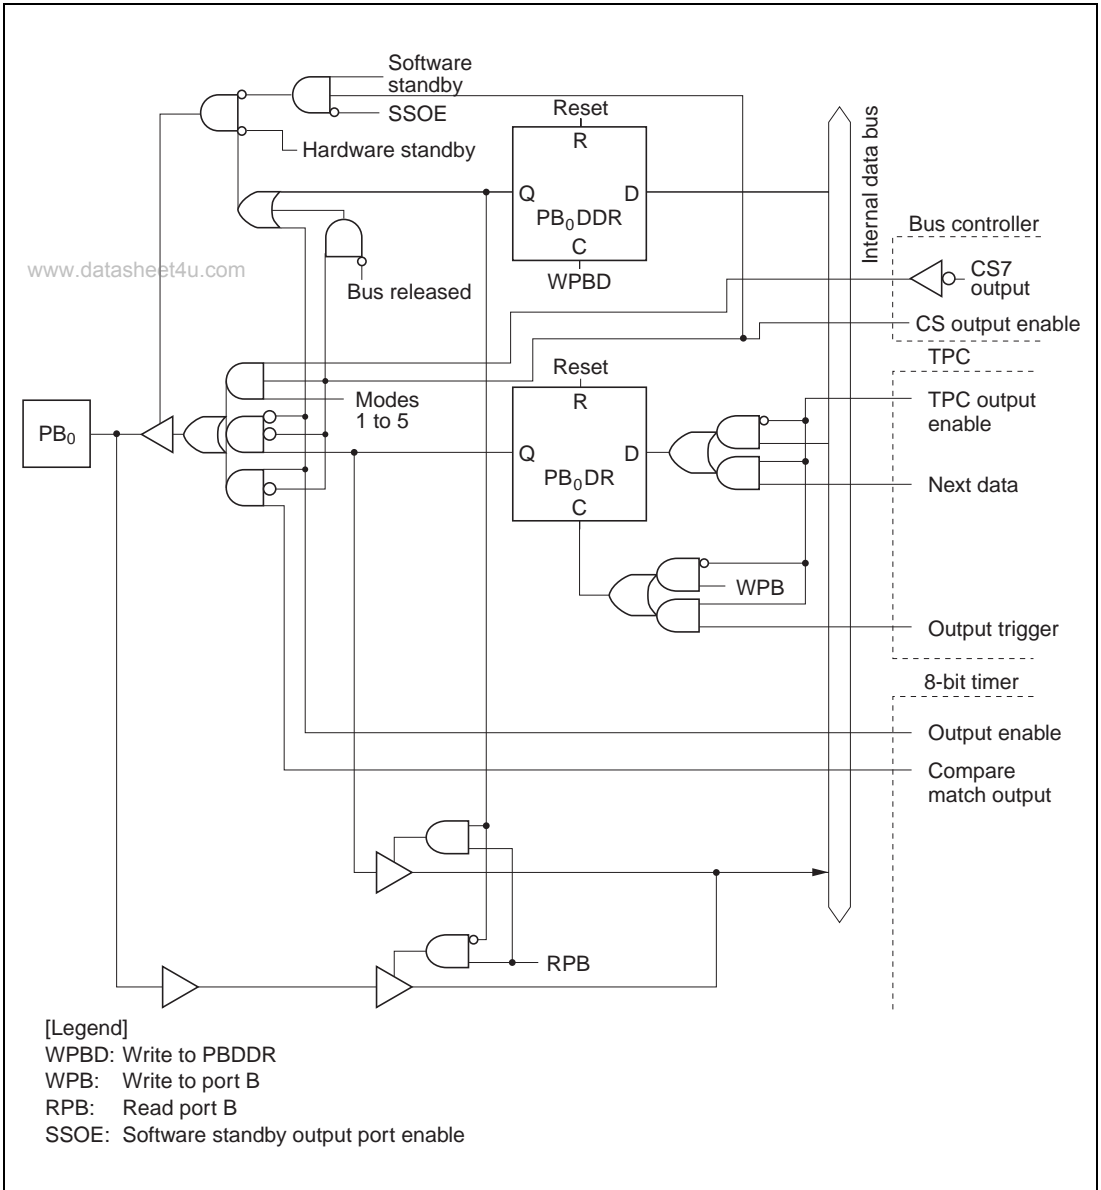 Software
standby
SSOE
Hardware standby
Reset
R
Q
D
PB0DDR
C
WPBD
Internal data bus
Bus controller
CS7
output
CS output enable
www.datasheet4u.com
Bus released
TPC
Reset
R
Modes
1 to 5
TPC output
enable
PB0
Q
D
PB0DR
C
Next data
WPB
Output trigger
8-bit timer
Output enable
Compare
match output
RPB
[Legend]
WPBD: Write to PBDDR
WPB: Write to port B
RPB: Read port B
SSOE: Software standby output port enable